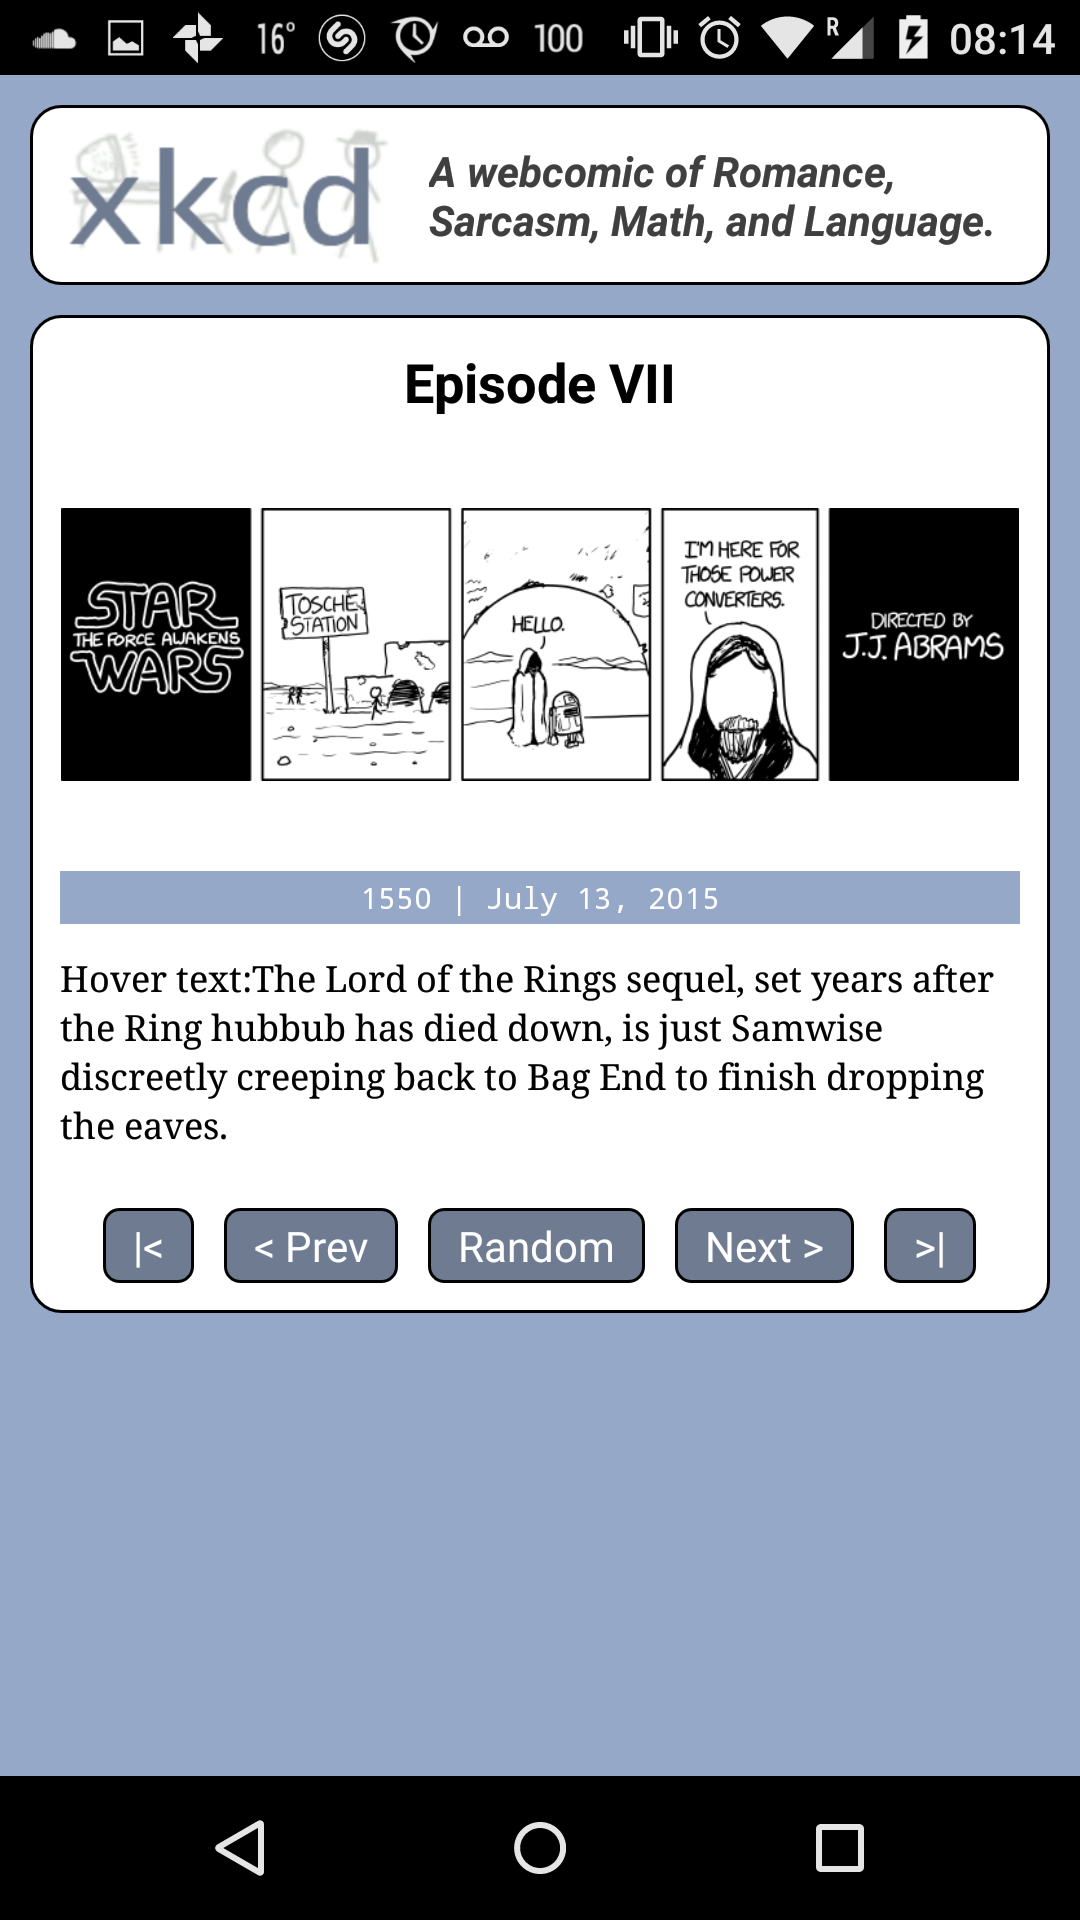 16° 100 R 08:14
xkcd
A webcomic of Romance,
Sarcasm, Math, and Language.
Episode VII
STAR
THE FORCE AWAKENS
WARS
TOSCHE
STATION
HELLO.
I'M HERE FOR
THOSE POWER
CONVERTERS.
DIRECTED BY
J.J. ABRAMS
1550 | July 13, 2015
Hover text:The Lord of the Rings sequel, set years after
the Ring hubbub has died down, is just Samwise
discreetly creeping back to Bag End to finish dropping
the eaves.
|< < Prev Random Next > >|